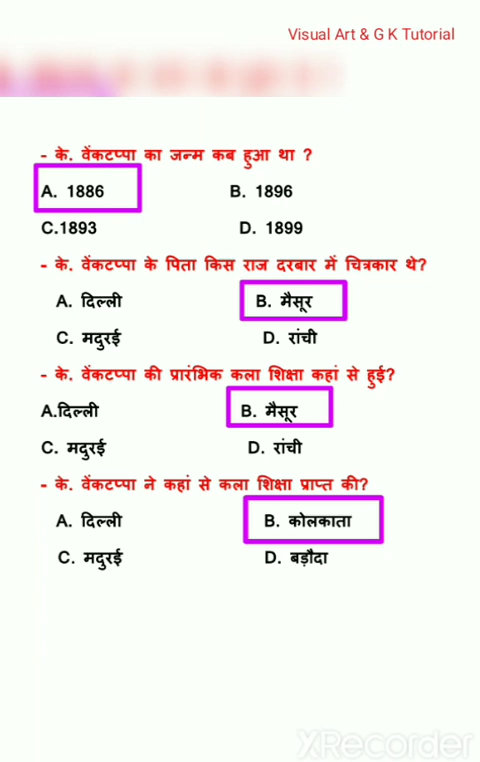 Visual Art & G K Tutorial
- के. वेंकटप्पा का जन्म कब हुआ था ?
A. 1886 B. 1896
C.1893 D. 1899
- के. वेंकटप्पा के पिता किस राज दरबार में चित्रकार थे?
A. दिल्ली B. मैसूर
C. मदुरई D. रांची
- के. वेंकटप्पा की प्रारंभिक कला शिक्षा कहां से हुई?
A.दिल्ली B. मैसूर
C. मदुरई D. रांची
- के. वेंकटप्पा ने कहां से कला शिक्षा प्राप्त की?
A. दिल्ली B. कोलकाता
C. मदुरई D. बड़ौदा
XRecorder